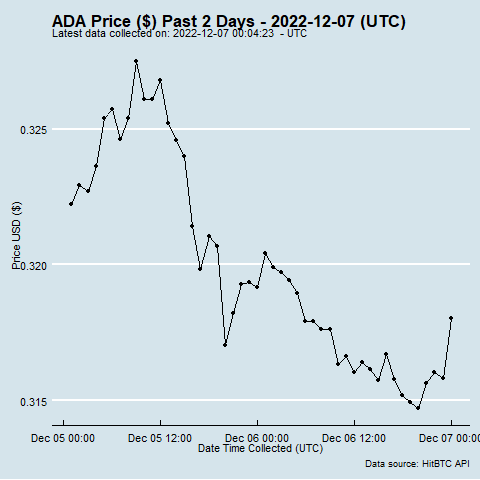 ADA Price ($) Past 2 Days - 2022-12-07 (UTC)
Latest data collected on: 2022-12-07 00:04:23 - UTC
0.325
0.320
0.315
Price USD ($)
Dec 05 00:00 Dec 05 12:00 Dec 06 00:00 Dec 06 12:00 Dec 07 00:00
Date Time Collected (UTC)
Data source: HitBTC API